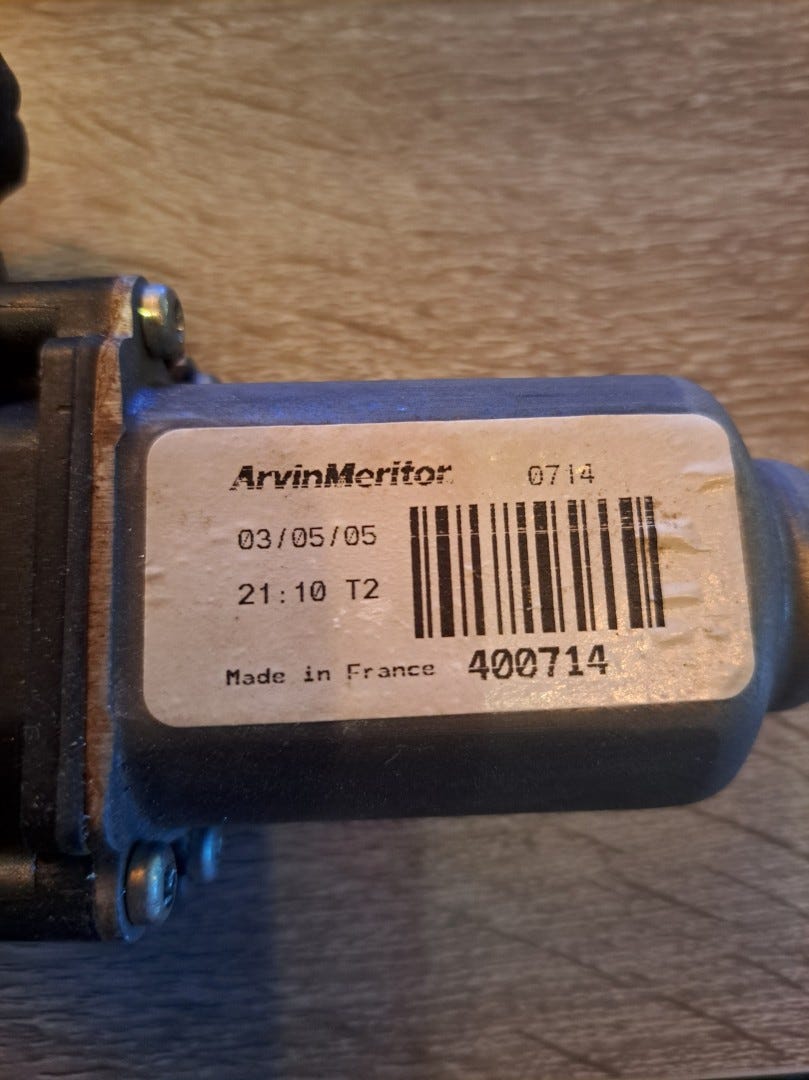 ArvinMeritor 0714
03/05/05
21:10 T2
Made in France 400714